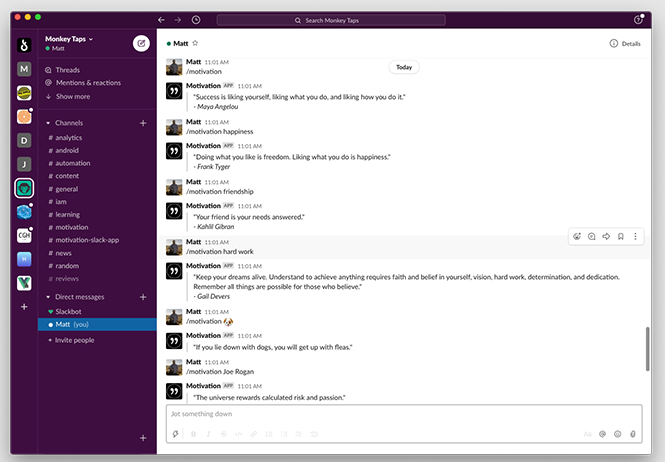 Search Monkey Taps
Monkey Taps
Matt
M
D
J
CGH
H
Threads
Mentions & reactions
Show more
Channels
# analytics
# android
# automation
# content
# general
# iam
# learning
# motivation
# motivation-slack-app
# news
# random
# reviews
Direct messages
Slackbot
Matt (you)
+ Invite people
Matt
Details
Today
Matt 11:01 AM
/motivation
Motivation APP 11:01 AM
"Success is liking yourself, liking what you do, and liking how you do it."
- Maya Angelou
Matt 11:01 AM
/motivation happiness
Motivation APP 11:01 AM
"Doing what you like is freedom. Liking what you do is happiness."
- Frank Tyger
Matt 11:01 AM
/motivation friendship
Motivation APP 11:01 AM
"Your friend is your needs answered."
- Kahlil Gibran
Matt 11:01 AM
/motivation hard work
Motivation APP 11:01 AM
"Keep your dreams alive. Understand to achieve anything requires faith and belief in yourself, vision, hard work, determination, and dedication.
Remember all things are possible for those who believe."
- Gail Devers
Matt 11:01 AM
/motivation 🐶
Motivation APP 11:01 AM
"If you lie down with dogs, you will get up with fleas."
Matt 11:01 AM
/motivation Joe Rogan
Motivation APP 11:01 AM
"The universe rewards calculated risk and passion."
Jot something down
B I S
Aa @